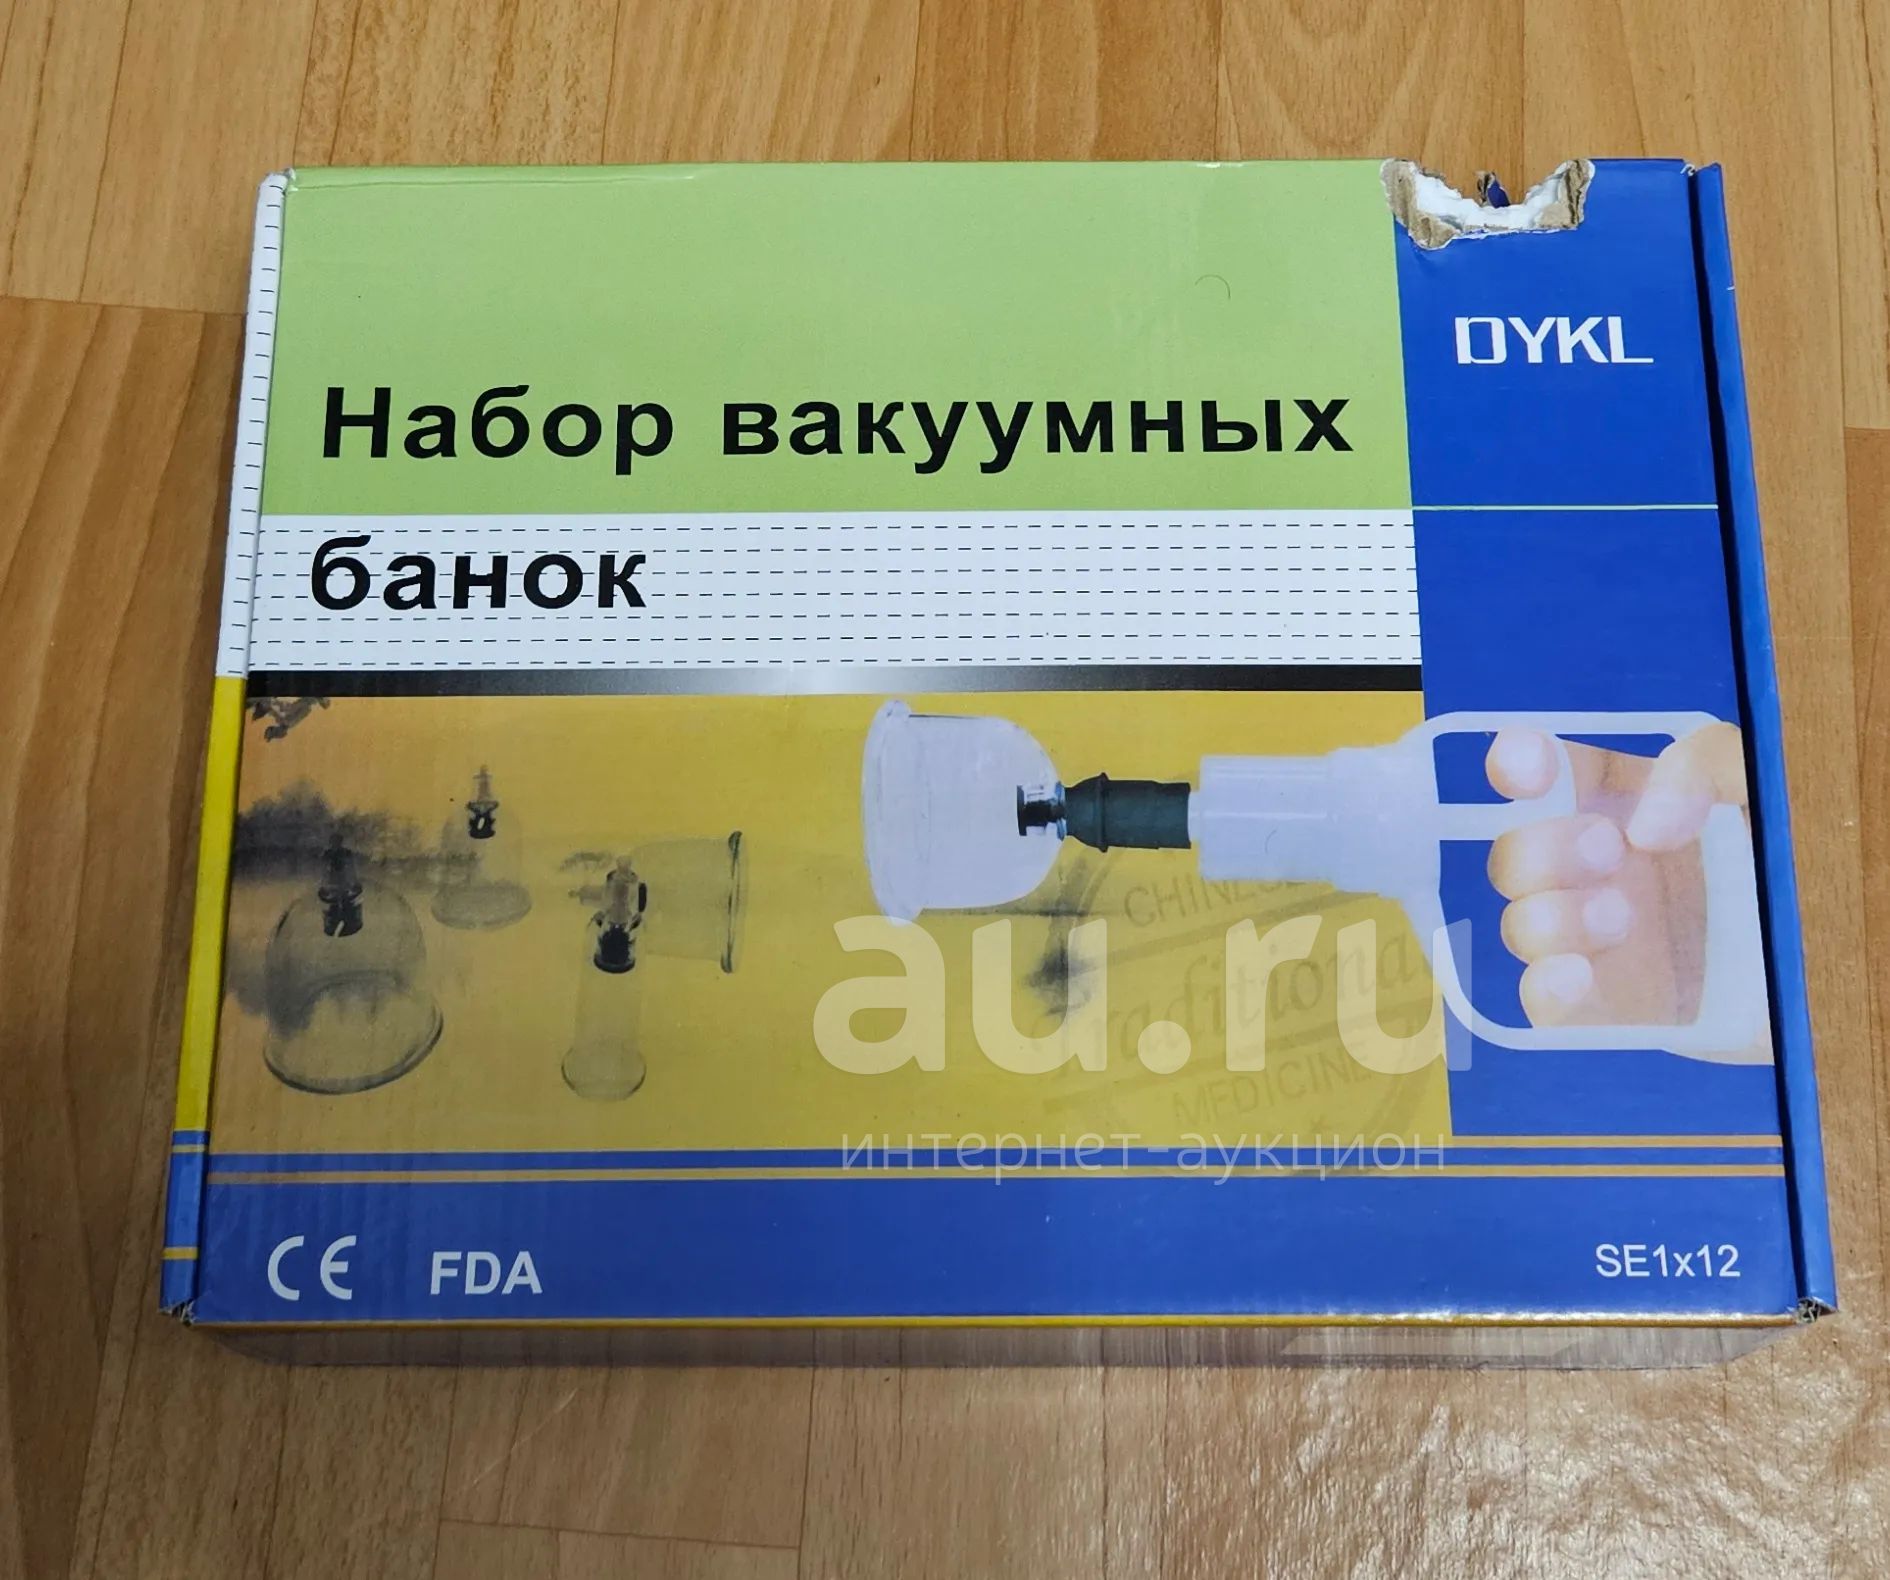 DYKL
Набор вакуумных
банок
CHINESE
Traditional
MEDICINE
au.ru
интернет-аукцион
CE FDA
SE1x12